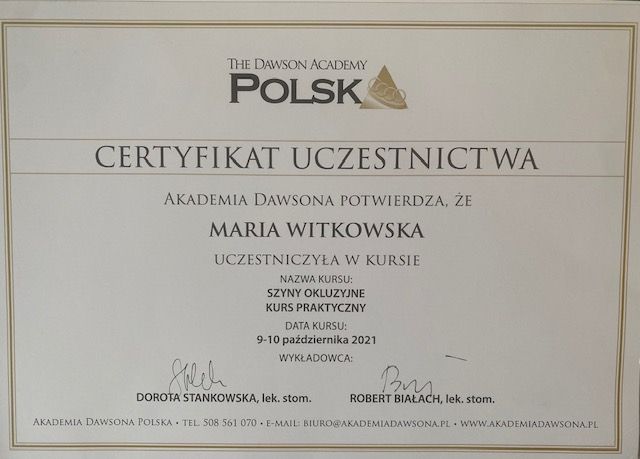 THE DAWSON ACADEMY
POLSK
CERTYFIKAT UCZESTNICTWA
AKADEMIA DAWSONA POTWIERDZA, ŻE
MARIA WITKOWSKA
UCZESTNICZYŁA W KURSIE
NAZWA KURSU:
SZYNY OKLUZYJNE
KURS PRAKTYCZNY
DATA KURSU:
9-10 października 2021
WYKŁADOWCA:
DOROTA STANKOWSKA, lek. stom. ROBERT BIAŁACH, lek. stom.
AKADEMIA DAWSONA POLSKA • TEL. 508 561 070 • E-MAIL: BIURO@AKADEMIADAWSONA.PL • WWW.AKADEMIADAWSONA.PL